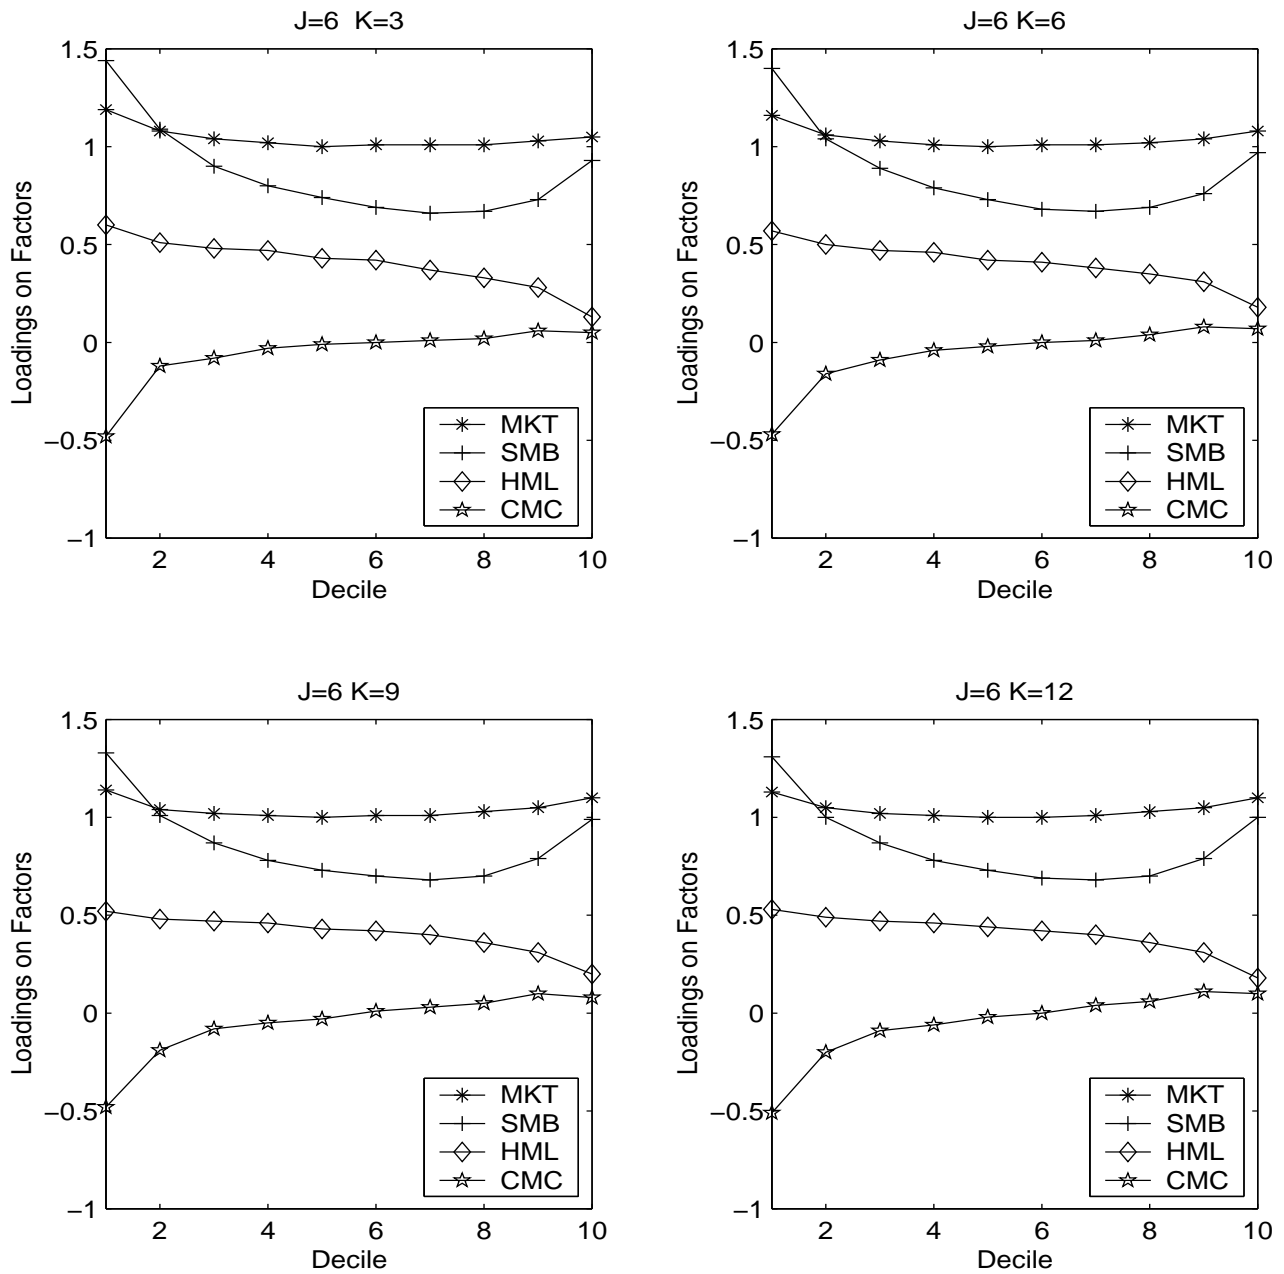 J=6 K=3
1.5
1
0.5
0
−0.5
−1
Loadings on Factors
2 4 6 8 10
Decile
MKT
SMB
HML
CMC
J=6 K=6
1.5
1
0.5
0
−0.5
−1
Loadings on Factors
2 4 6 8 10
Decile
MKT
SMB
HML
CMC
J=6 K=9
1.5
1
0.5
0
−0.5
−1
Loadings on Factors
2 4 6 8 10
Decile
MKT
SMB
HML
CMC
J=6 K=12
1.5
1
0.5
0
−0.5
−1
Loadings on Factors
2 4 6 8 10
Decile
MKT
SMB
HML
CMC